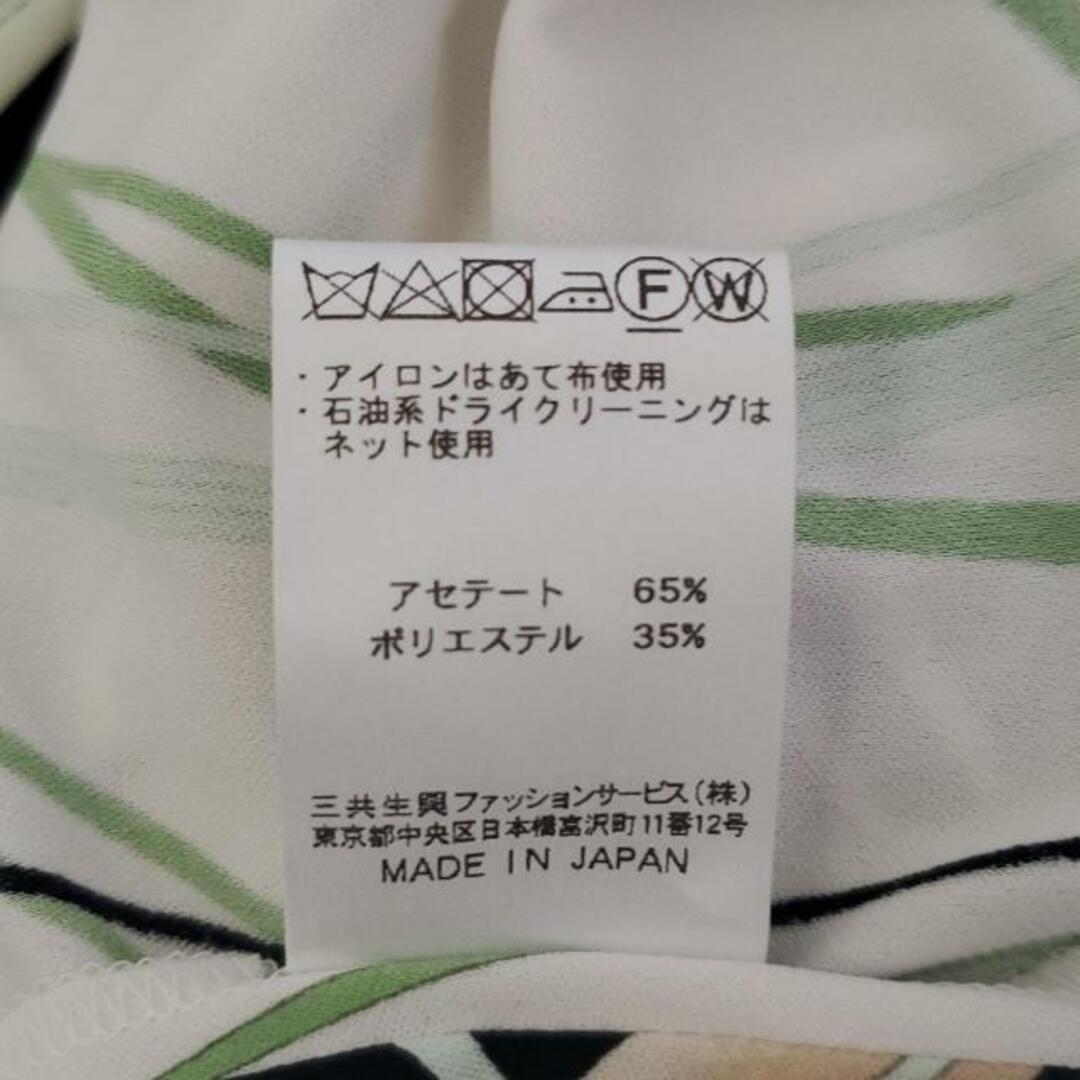 F W
・アイロンはあて布使用
・石油系ドライクリーニングは
ネット使用
アセテート 65%
ポリエステル 35%
三共生興ファッションサービス(株)
東京都中央区日本橋富沢町11番12号
MADE IN JAPAN